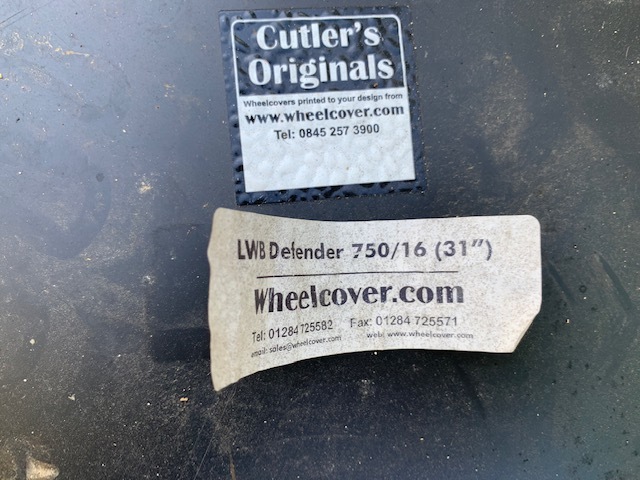 Cutler's
Originals
Wheelcovers printed to your design from
www.wheelcover.com
Tel: 0845 257 3900
LWB Defender 750/16 (31")
Wheelcover.com
Tel: 01284 725582 Fax: 01284 725571
email: sales@wheelcover.com web: www.wheelcover.com